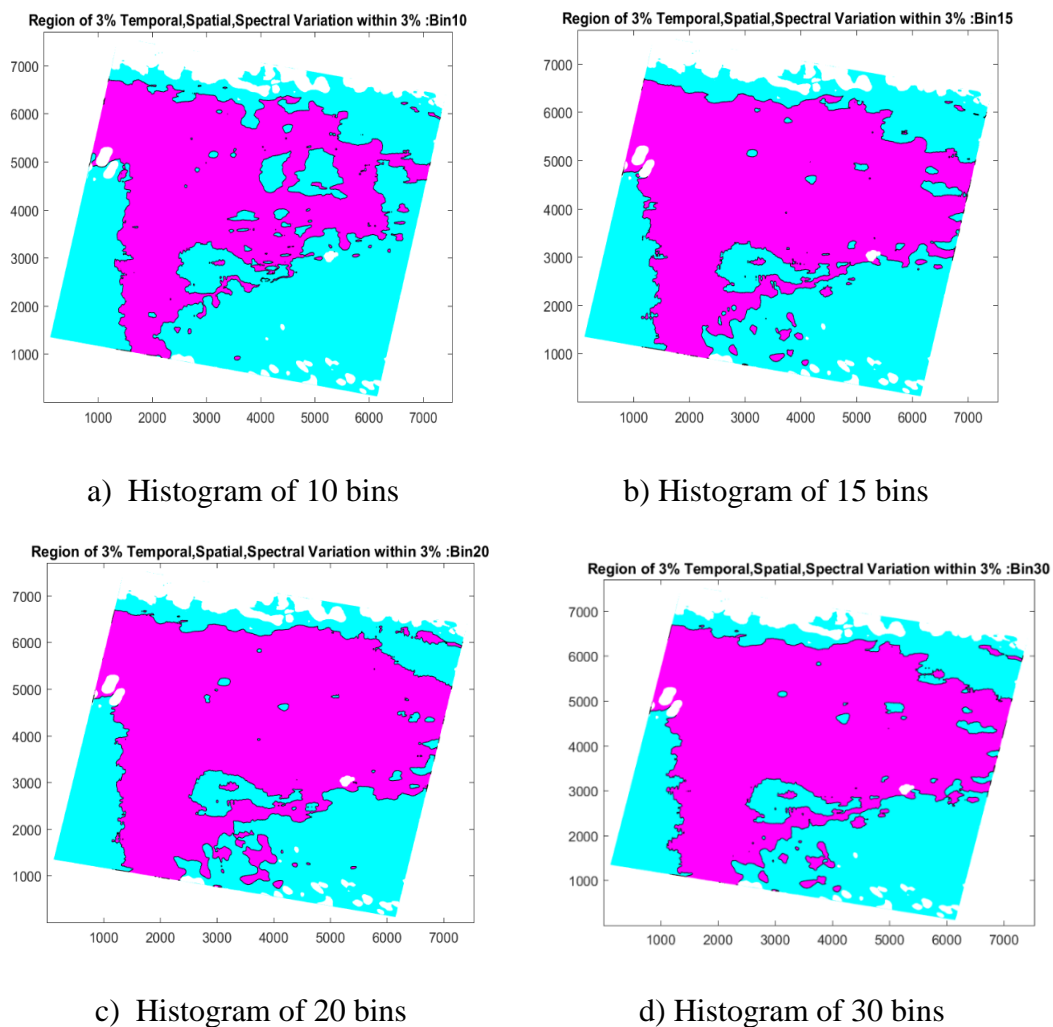 Region of 3% Temporal,Spatial,Spectral Variation within 3% :Bin10
7000
6000
5000
4000
3000
2000
1000
1000 2000 3000 4000 5000 6000 7000
a) Histogram of 10 bins
Region of 3% Temporal,Spatial,Spectral Variation within 3% :Bin15
7000
6000
5000
4000
3000
2000
1000
1000 2000 3000 4000 5000 6000 7000
b) Histogram of 15 bins
Region of 3% Temporal,Spatial,Spectral Variation within 3% :Bin20
7000
6000
5000
4000
3000
2000
1000
1000 2000 3000 4000 5000 6000 7000
c) Histogram of 20 bins
Region of 3% Temporal,Spatial,Spectral Variation within 3% :Bin30
7000
6000
5000
4000
3000
2000
1000
1000 2000 3000 4000 5000 6000 7000
d) Histogram of 30 bins